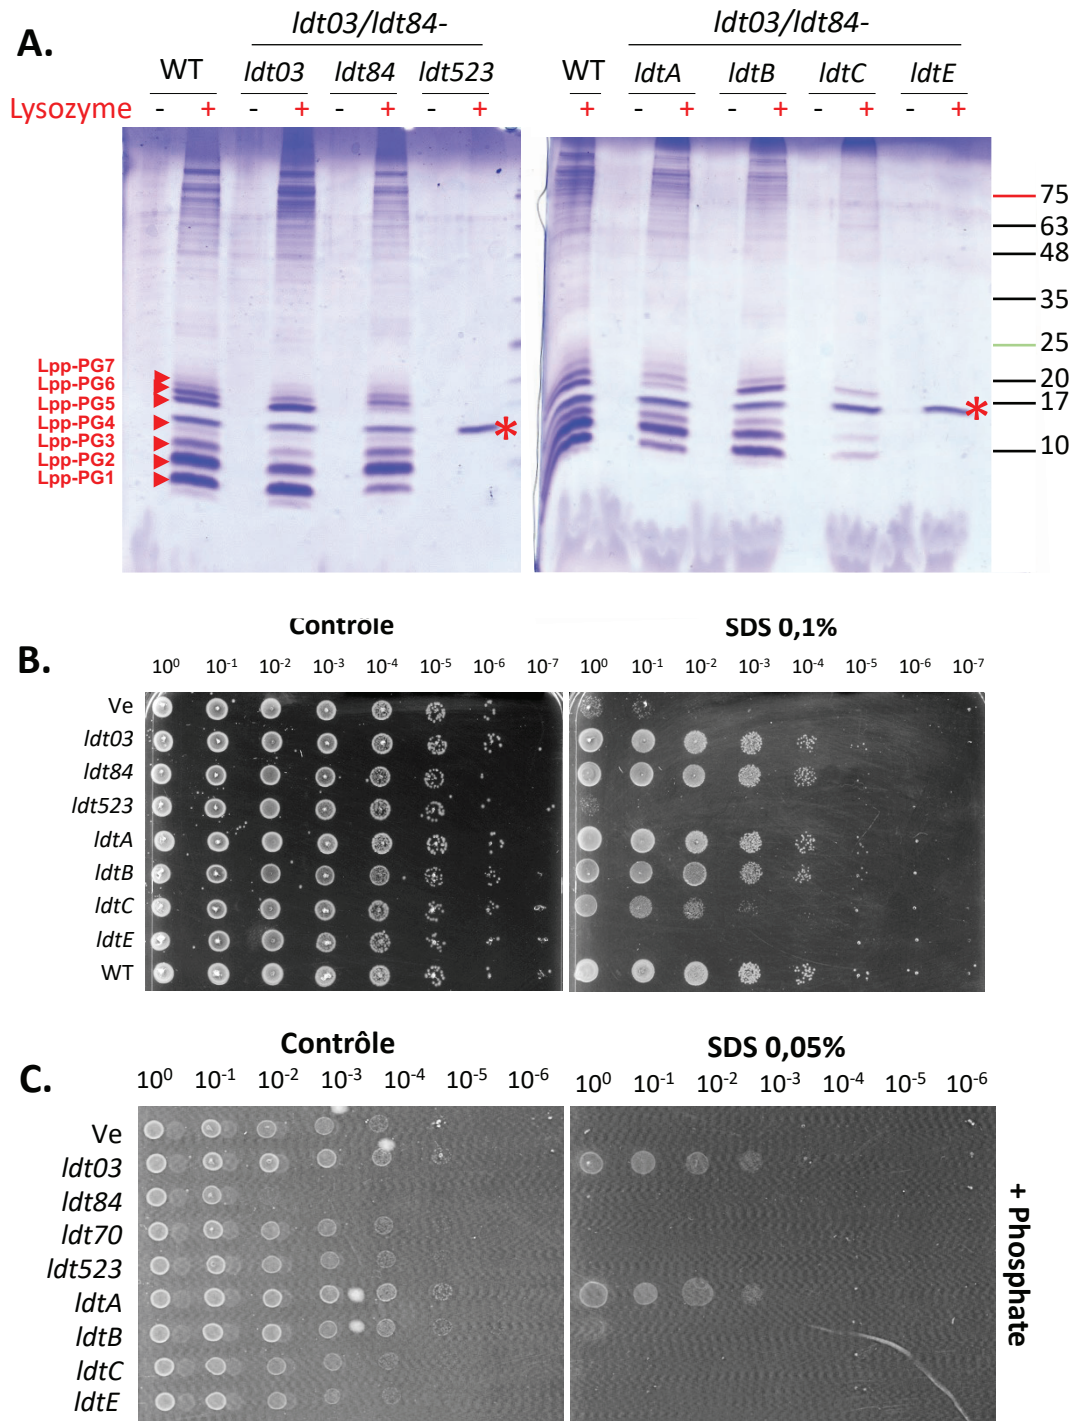 A.
ldt03/ldt84-
ldt03/ldt84-
WT ldt03 ldt84 ldt523
WT ldtA ldtB ldtC ldtE
Lysozyme - + - + - + - +
+ - + - + - + - +
75
63
48
35
25
20
17
10
Lpp-PG7
Lpp-PG6
Lpp-PG5
Lpp-PG4
Lpp-PG3
Lpp-PG2
Lpp-PG1
*
*
B.
Contrôle
SDS 0,1%
10⁰ 10⁻¹ 10⁻² 10⁻³ 10⁻⁴ 10⁻⁵ 10⁻⁶ 10⁻⁷
10⁰ 10⁻¹ 10⁻² 10⁻³ 10⁻⁴ 10⁻⁵ 10⁻⁶ 10⁻⁷
Ve
ldt03
ldt84
ldt523
ldtA
ldtB
ldtC
ldtE
WT
C.
Contrôle
SDS 0,05%
10⁰ 10⁻¹ 10⁻² 10⁻³ 10⁻⁴ 10⁻⁵ 10⁻⁶
10⁰ 10⁻¹ 10⁻² 10⁻³ 10⁻⁴ 10⁻⁵ 10⁻⁶
Ve
ldt03
ldt84
ldt70
ldt523
ldtA
ldtB
ldtC
ldtE
+ Phosphate